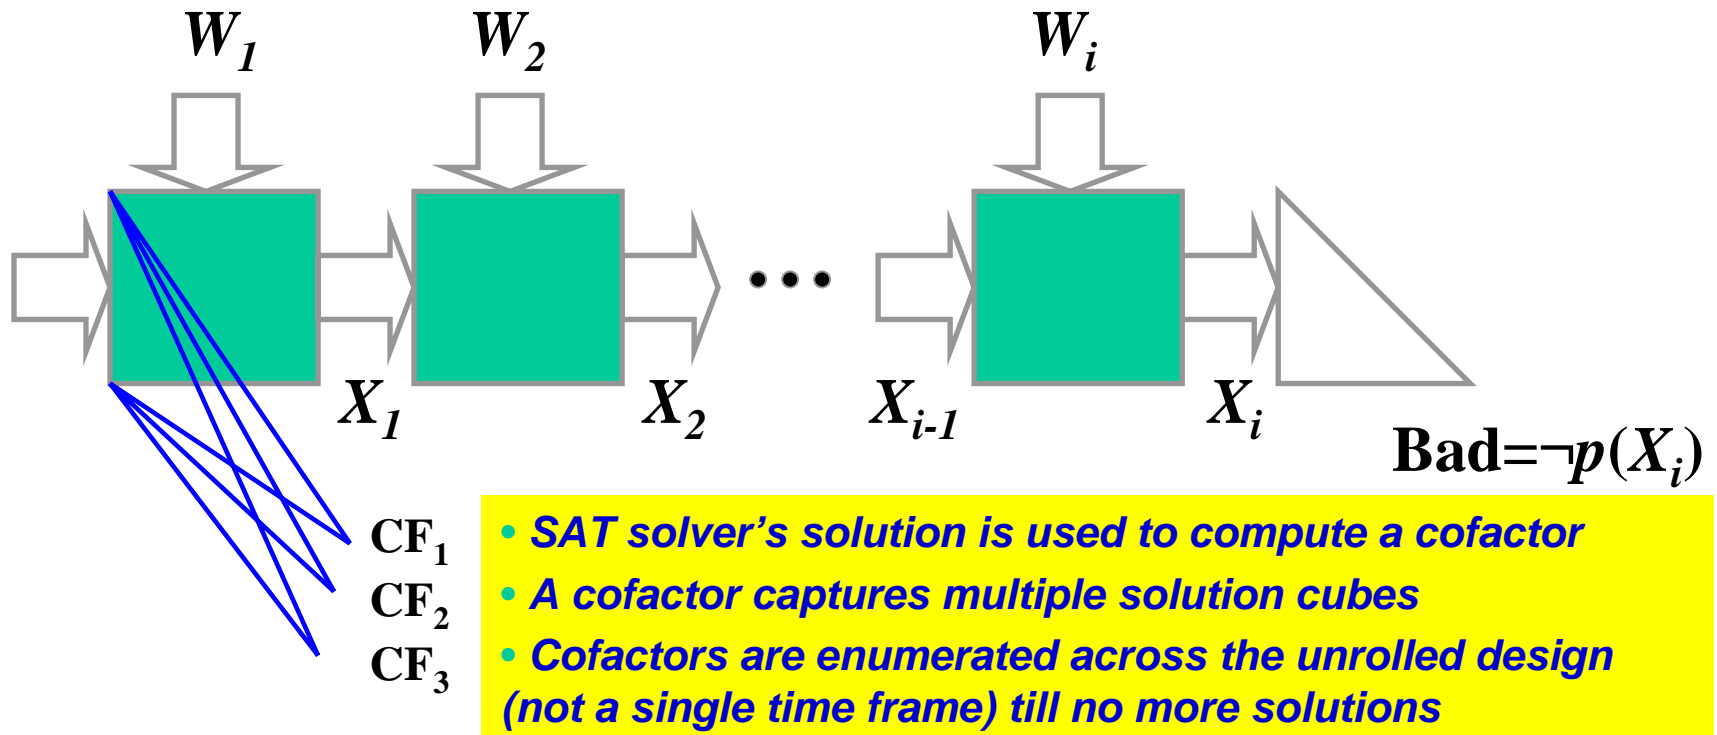 W₁ W₂ Wᵢ
X₁ X₂ Xᵢ₋₁ Xᵢ
Bad=¬p(Xᵢ)
CF₁
CF₂
CF₃
• SAT solver's solution is used to compute a cofactor
• A cofactor captures multiple solution cubes
• Cofactors are enumerated across the unrolled design
(not a single time frame) till no more solutions